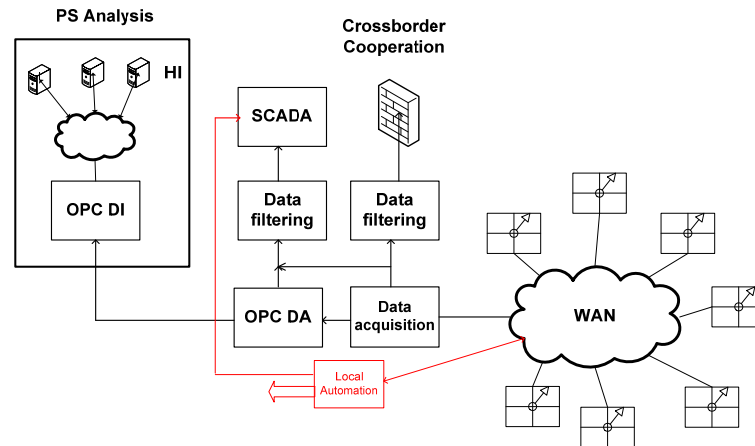 PS Analysis
HI
OPC DI
Crossborder
Cooperation
SCADA
Data
filtering
Data
filtering
OPC DA
Data
acquisition
WAN
Local
Automation